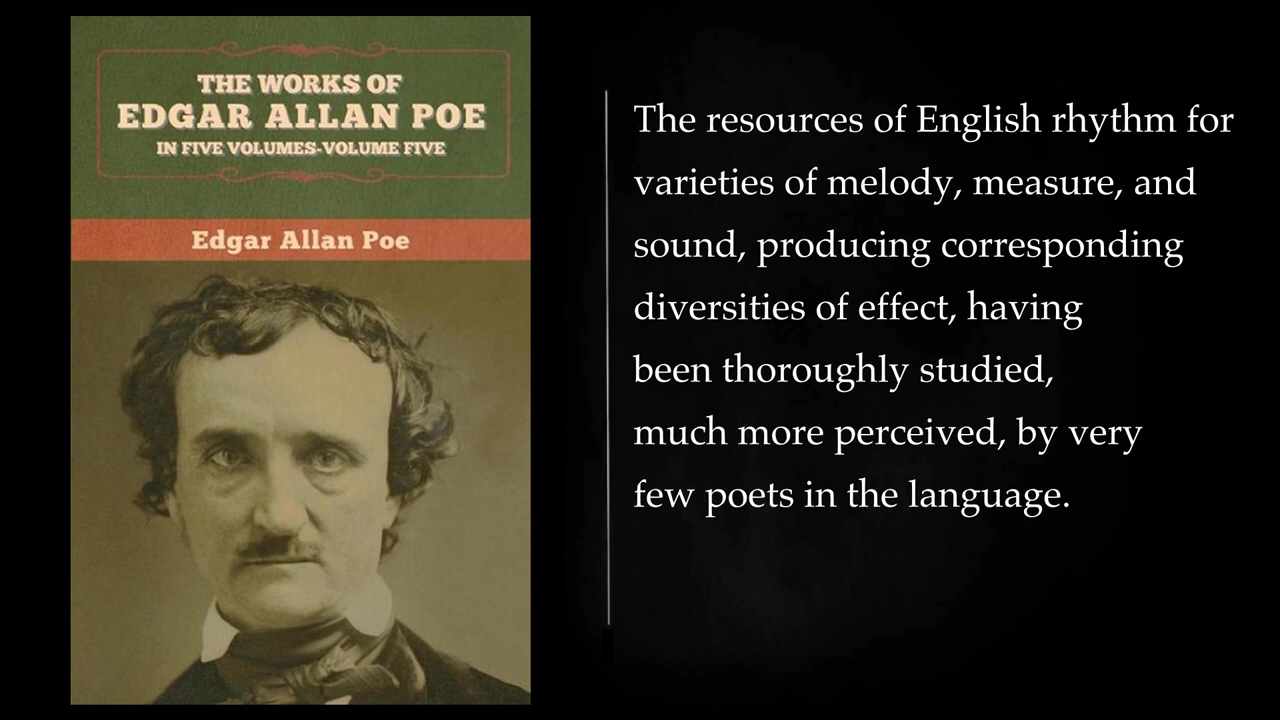 THE WORKS OF
EDGAR ALLAN POE
IN FIVE VOLUMES-VOLUME FIVE
Edgar Allan Poe
The resources of English rhythm for
varieties of melody, measure, and
sound, producing corresponding
diversities of effect, having
been thoroughly studied,
much more perceived, by very
few poets in the language.